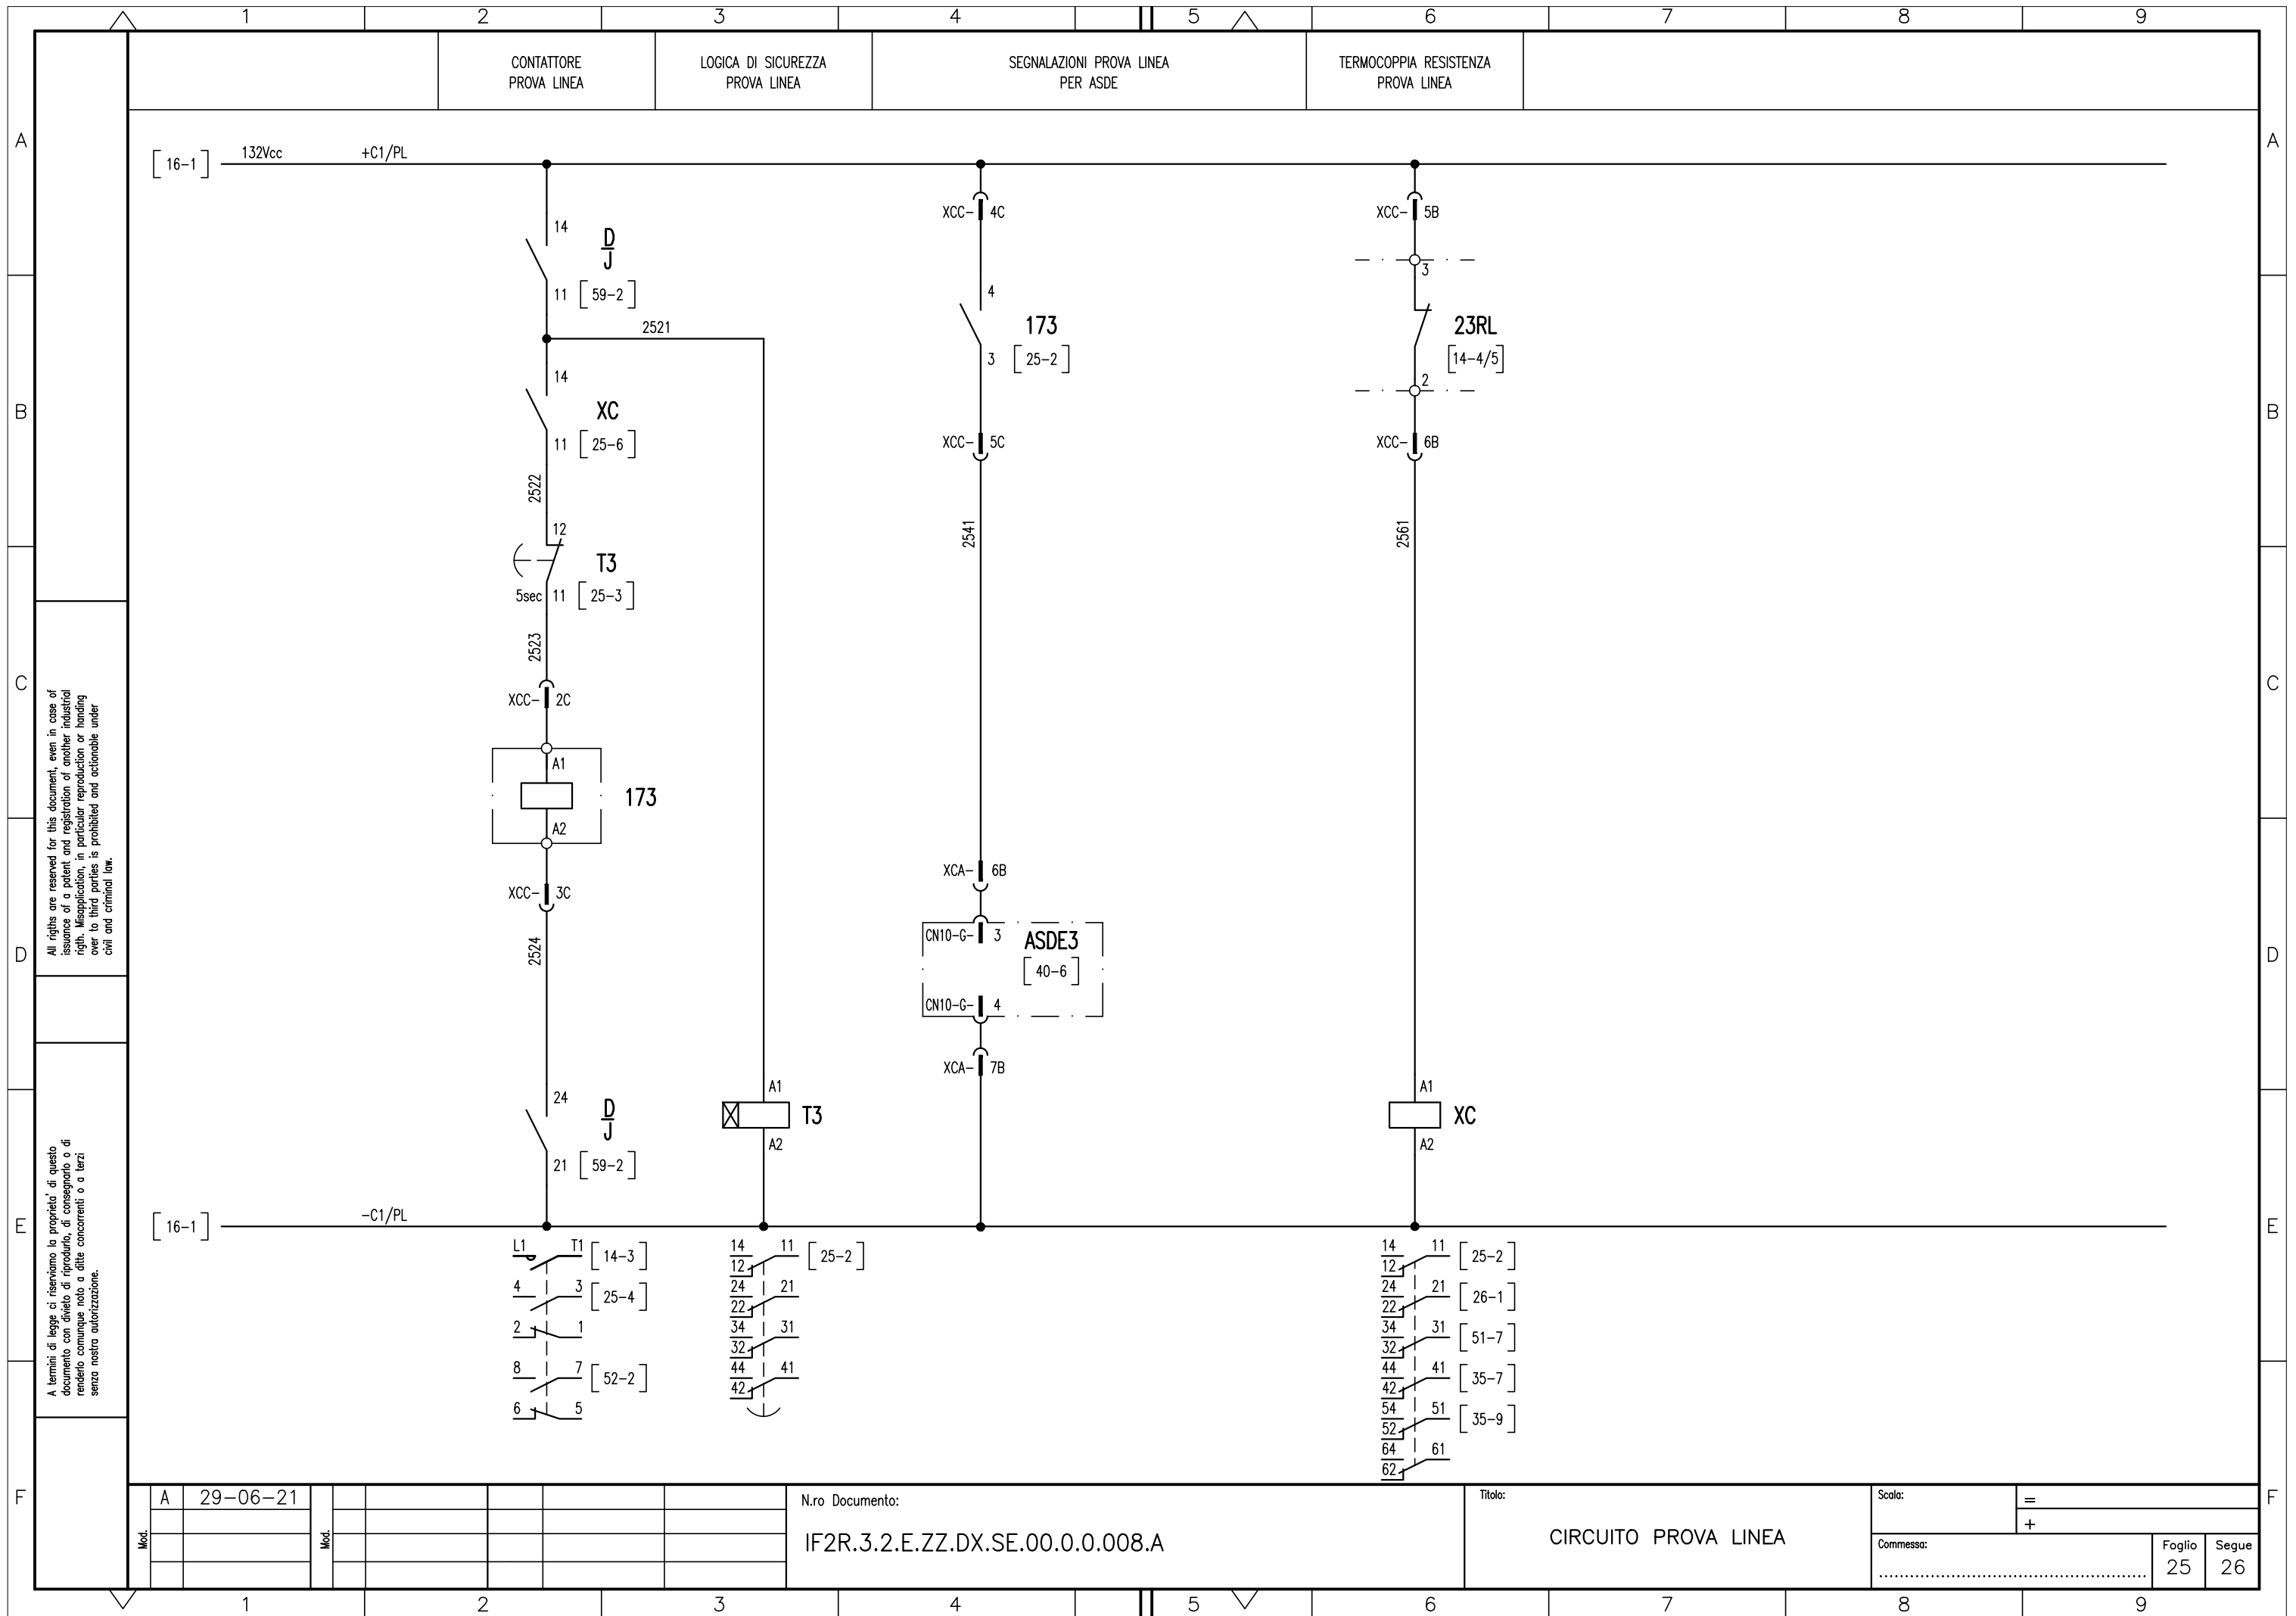 1 2 3 4 5 6 7 8 9
CONTATTORE
PROVA LINEA
LOGICA DI SICUREZZA
PROVA LINEA
SEGNALAZIONI PROVA LINEA
PER ASDE
TERMOCOPPIA RESISTENZA
PROVA LINEA
A A
[16-1] 132Vcc +C1/PL
14
D
J
11 [59-2]
2521
14
XC
11 [25-6]
2522
12
T3
5sec 11 [25-3]
2523
XCC- 2C
A1
173
A2
XCC- 3C
2524
24
D
J
21 [59-2]
A1
T3
A2
XCC- 4C
4
173
3 [25-2]
XCC- 5C
2541
XCA- 6B
CN10-G- 3
ASDE3
[40-6]
CN10-G- 4
XCA- 7B
XCC- 5B
3
23RL
[14-4/5]
2
XCC- 6B
2561
A1
XC
A2
B B
C C
D D
E E
F F
[16-1] -C1/PL
L1 T1 [14-3]
4 3 [25-4]
2 1
8 7 [52-2]
6 5
14 11 [25-2]
12
24 21
22
34 31
32
44 41
42
14 11 [25-2]
12
24 21 [26-1]
22
34 31 [51-7]
32
44 41 [35-7]
42
54 51 [35-9]
52
64 61
62
All rigths are reserved for this document, even in case of
issuance of a patent and registration of another industrial
rigth. Misapplication, in particular reproduction or handing
over to third parties is prohibited and actionable under
civil and criminal law.
A termini di legge ci riserviamo la proprieta' di questo
documento con divieto di riprodurlo, di consegnarlo o di
renderlo comunque noto a ditte concorrenti o a terzi
senza nostra autorizzazione.
Mod.
A 29-06-21
Mod.
N.ro Documento:
IF2R.3.2.E.ZZ.DX.SE.00.0.0.008.A
Titolo:
CIRCUITO PROVA LINEA
Scala:
=
+
Commessa:
Foglio
25
Segue
26
1 2 3 4 5 6 7 8 9